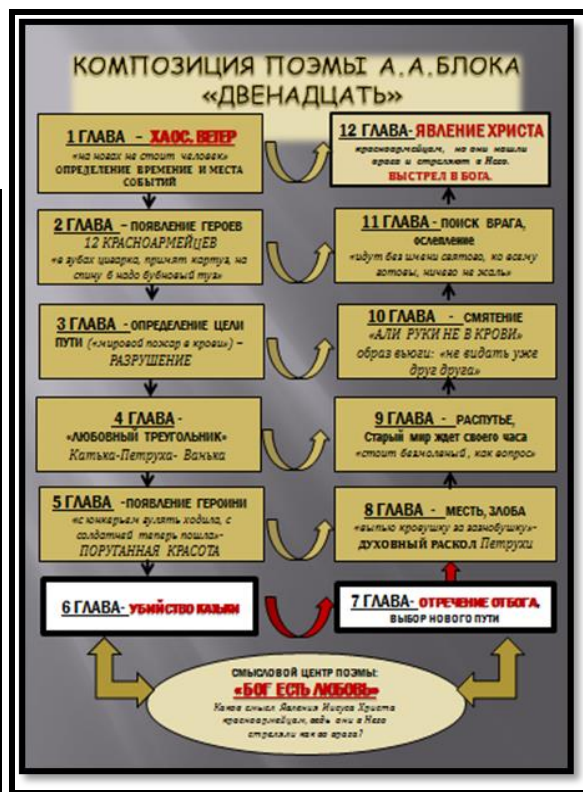 КОМПОЗИЦИЯ ПОЭМЫ А.А.БЛОКА
«ДВЕНАДЦАТЬ»
1 ГЛАВА – ХАОС. ВЕТЕР
«на ногах не стоит человек»
ОПРЕДЕЛЕНИЕ ВРЕМЕНИЕ И МЕСТА
СОБЫТИЙ
2 ГЛАВА – ПОЯВЛЕНИЕ ГЕРОЕВ
12 КРАСНОАРМЕЙЦЕВ
«в зубах цигарка, примят картуз, на
спину б надо бубновый туз»
3 ГЛАВА - ОПРЕДЕЛЕНИЕ ЦЕЛИ
ПУТИ («мировой пожар в крови») –
РАЗРУШЕНИЕ
4 ГЛАВА -
«ЛЮБОВНЫЙ ТРЕУГОЛЬНИК»
Катька-Петруха- Ванька
5 ГЛАВА -ПОЯВЛЕНИЕ ГЕРОИНИ
«с юнкерьем гулять ходила, с
солдатней теперь пошла»-
ПОРУГАННАЯ КРАСОТА
6 ГЛАВА- УБИЙСТВО КАТЬКИ
12 ГЛАВА- ЯВЛЕНИЕ ХРИСТА
красноармейцам, но они нашли
врага и стреляют в Него.
ВЫСТРЕЛ В БОГА.
11 ГЛАВА - ПОИСК ВРАГА,
ослепление
«идут без имени святого, ко всему
готовы, ничего не жаль»
10 ГЛАВА - СМЯТЕНИЕ
«АЛИ РУКИ НЕ В КРОВИ»
образ вьюги: «не видать уже
друг друга»
9 ГЛАВА - РАСПУТЬЕ,
Старый мир ждет своего часа
«стоит безмолвный, как вопрос»
8 ГЛАВА - МЕСТЬ, ЗЛОБА
«выпью кровушку за зазнобушку»-
ДУХОВНЫЙ РАСКОЛ Петрухи
7 ГЛАВА- ОТРЕЧЕНИЕ ОТ БОГА,
ВЫБОР НОВОГО ПУТИ
СМЫСЛОВОЙ ЦЕНТР ПОЭМЫ:
«БОГ ЕСТЬ ЛЮБОВЬ»
Каков смысл Явления Иисуса Христа
красноармейцам, ведь они в Него
стреляли как во врага?